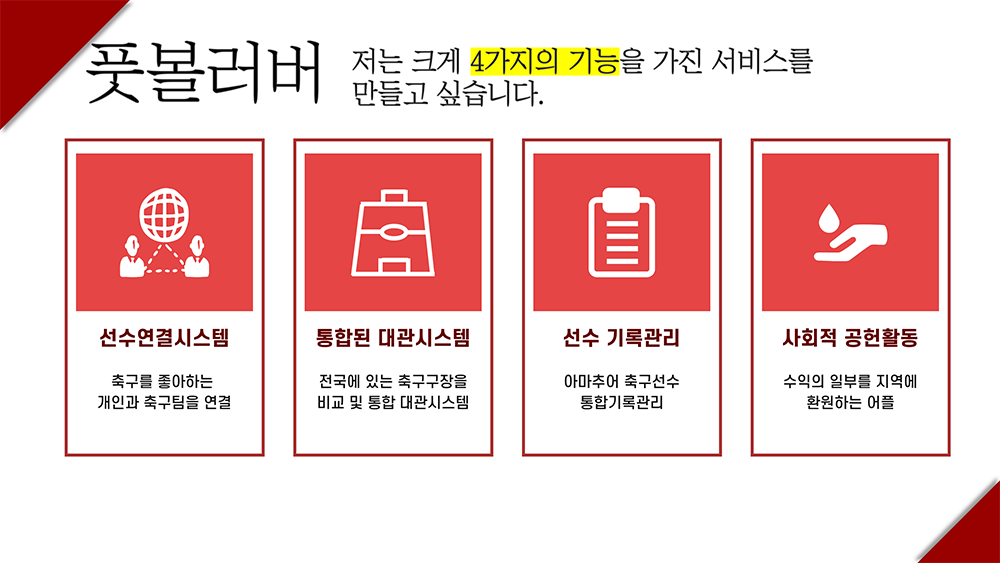 풋볼러버
저는 크게 4가지의 기능을 가진 서비스를
만들고 싶습니다.
선수연결시스템
축구를 좋아하는
개인과 축구팀을 연결
통합된 대관시스템
전국에 있는 축구구장을
비교 및 통합 대관시스템
선수 기록관리
아마추어 축구선수
통합기록관리
사회적 공헌활동
수익의 일부를 지역에
환원하는 어플